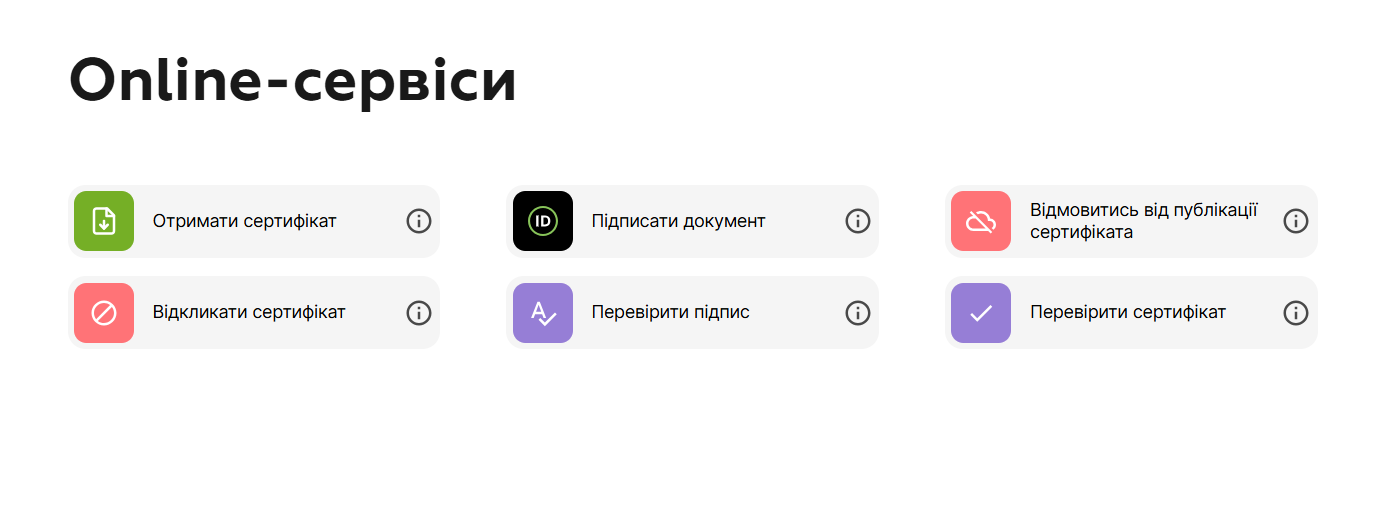 Online-сервіси
Отримати сертифікат
ID
Підписати документ
Відмовитись від публікації
сертифіката
Відкликати сертифікат
Перевірити підпис
Перевірити сертифікат